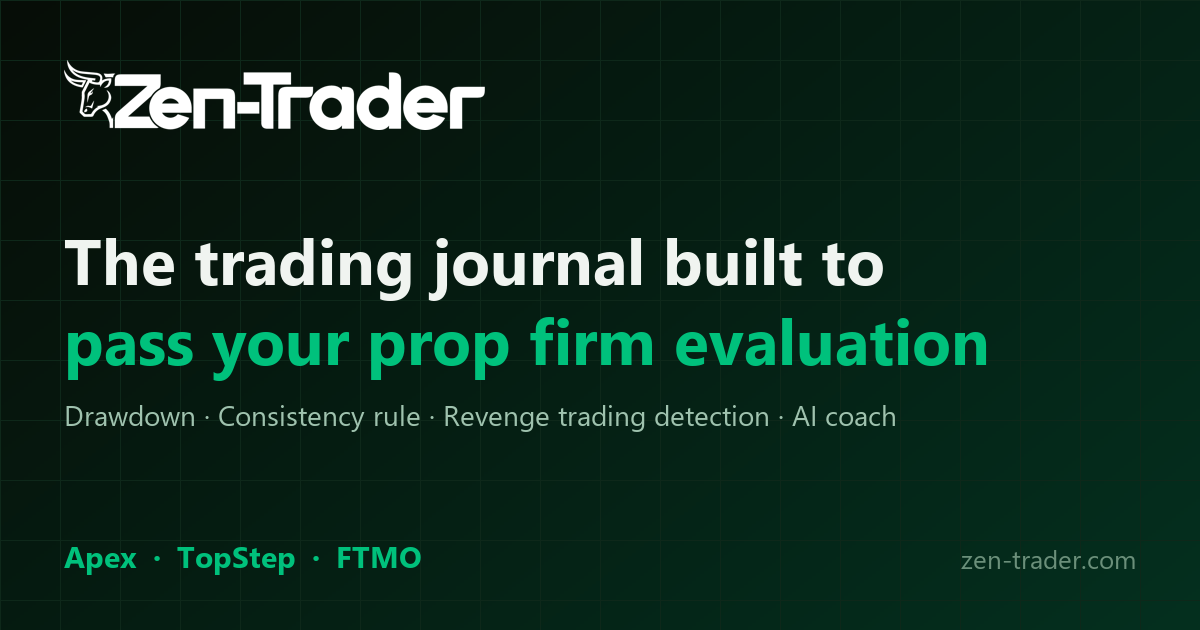 Zen-Trader
The trading journal built to
pass your prop firm evaluation
Drawdown · Consistency rule · Revenge trading detection · AI coach
Apex · TopStep · FTMO
zen-trader.com